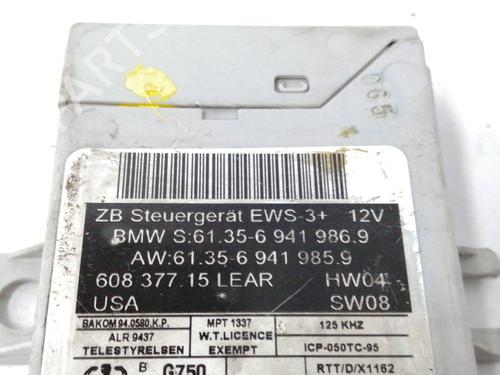 065
ZB Steuergerät EWS-3+ 12V
BMW S:61.35-6 941 986.9
AW:61.35-6 941 985.9
608 377.15 LEAR HW04
USA SW08
BAKOM 94.0580.K.P. MPT 1337 125 KHZ
ALR 9437 W.T.LICENCE
TELESTYRELSEN EXEMPT ICP-050TC-95
B G750 RTT/D/X1162